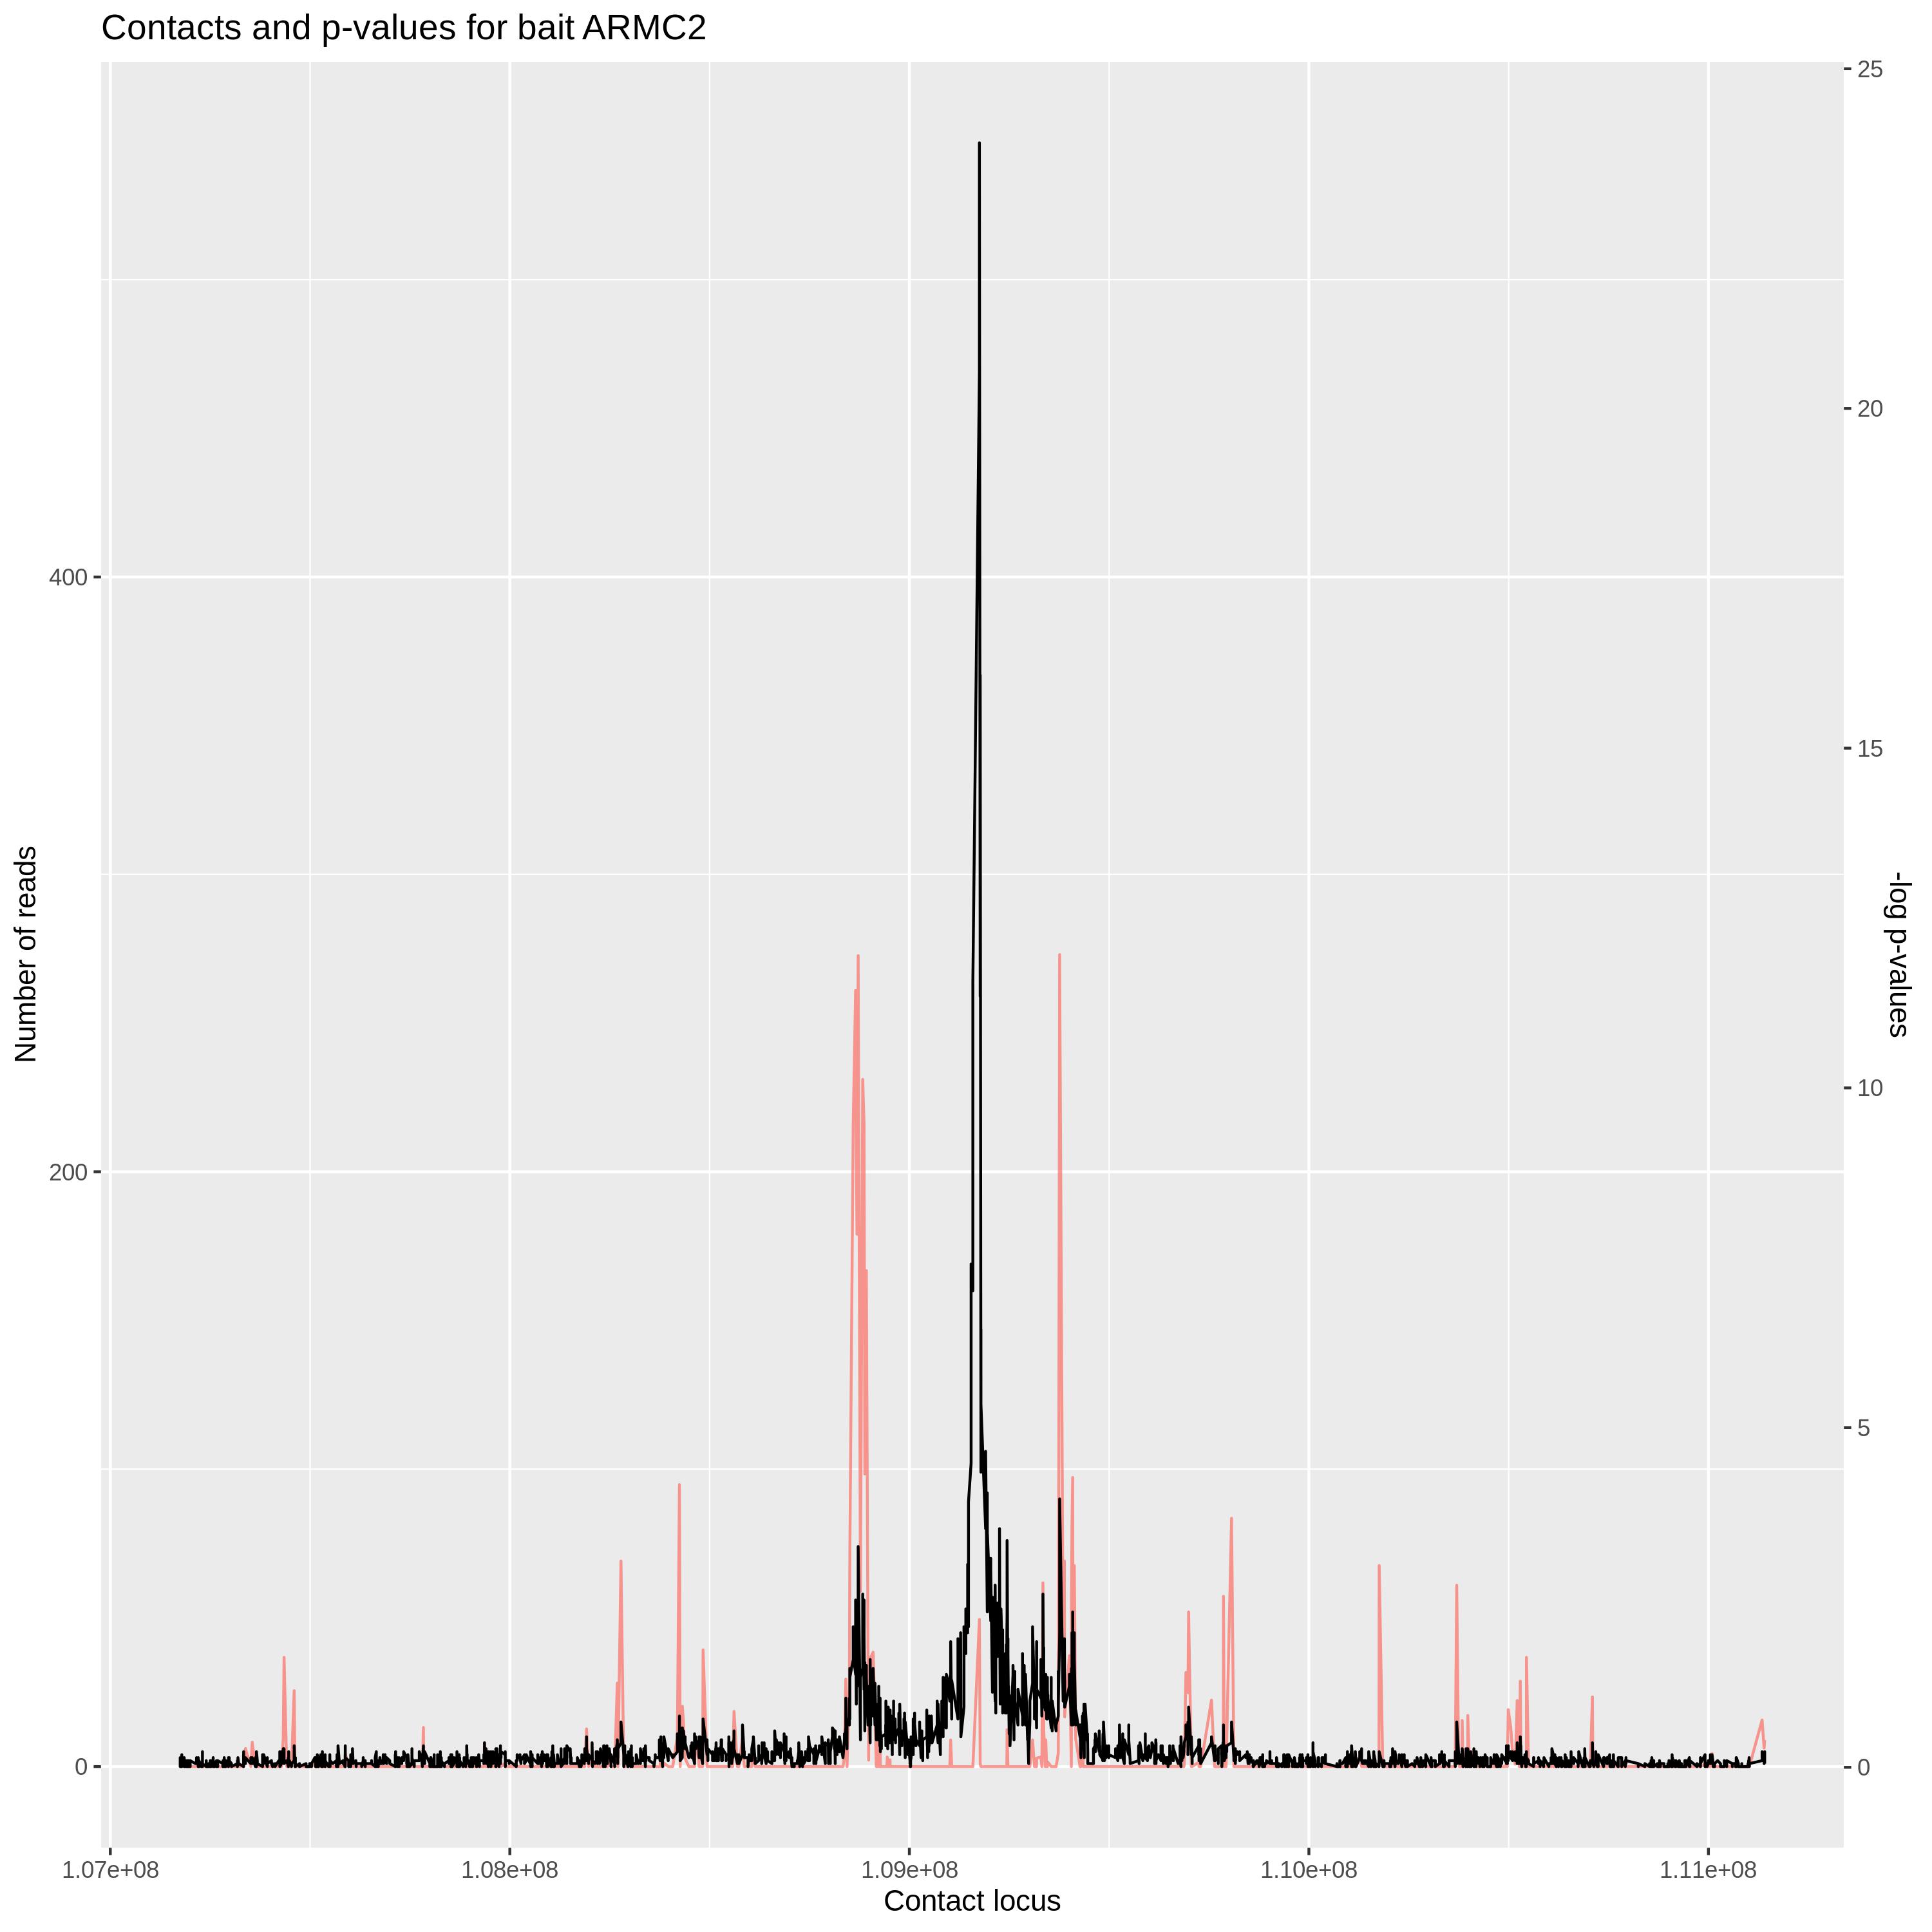 Contacts and p-values for bait ARMC2
Number of reads
400
200
0
25
20
15
10
5
0
-log p-values
1.07e+08
1.08e+08
1.09e+08
1.10e+08
1.11e+08
Contact locus